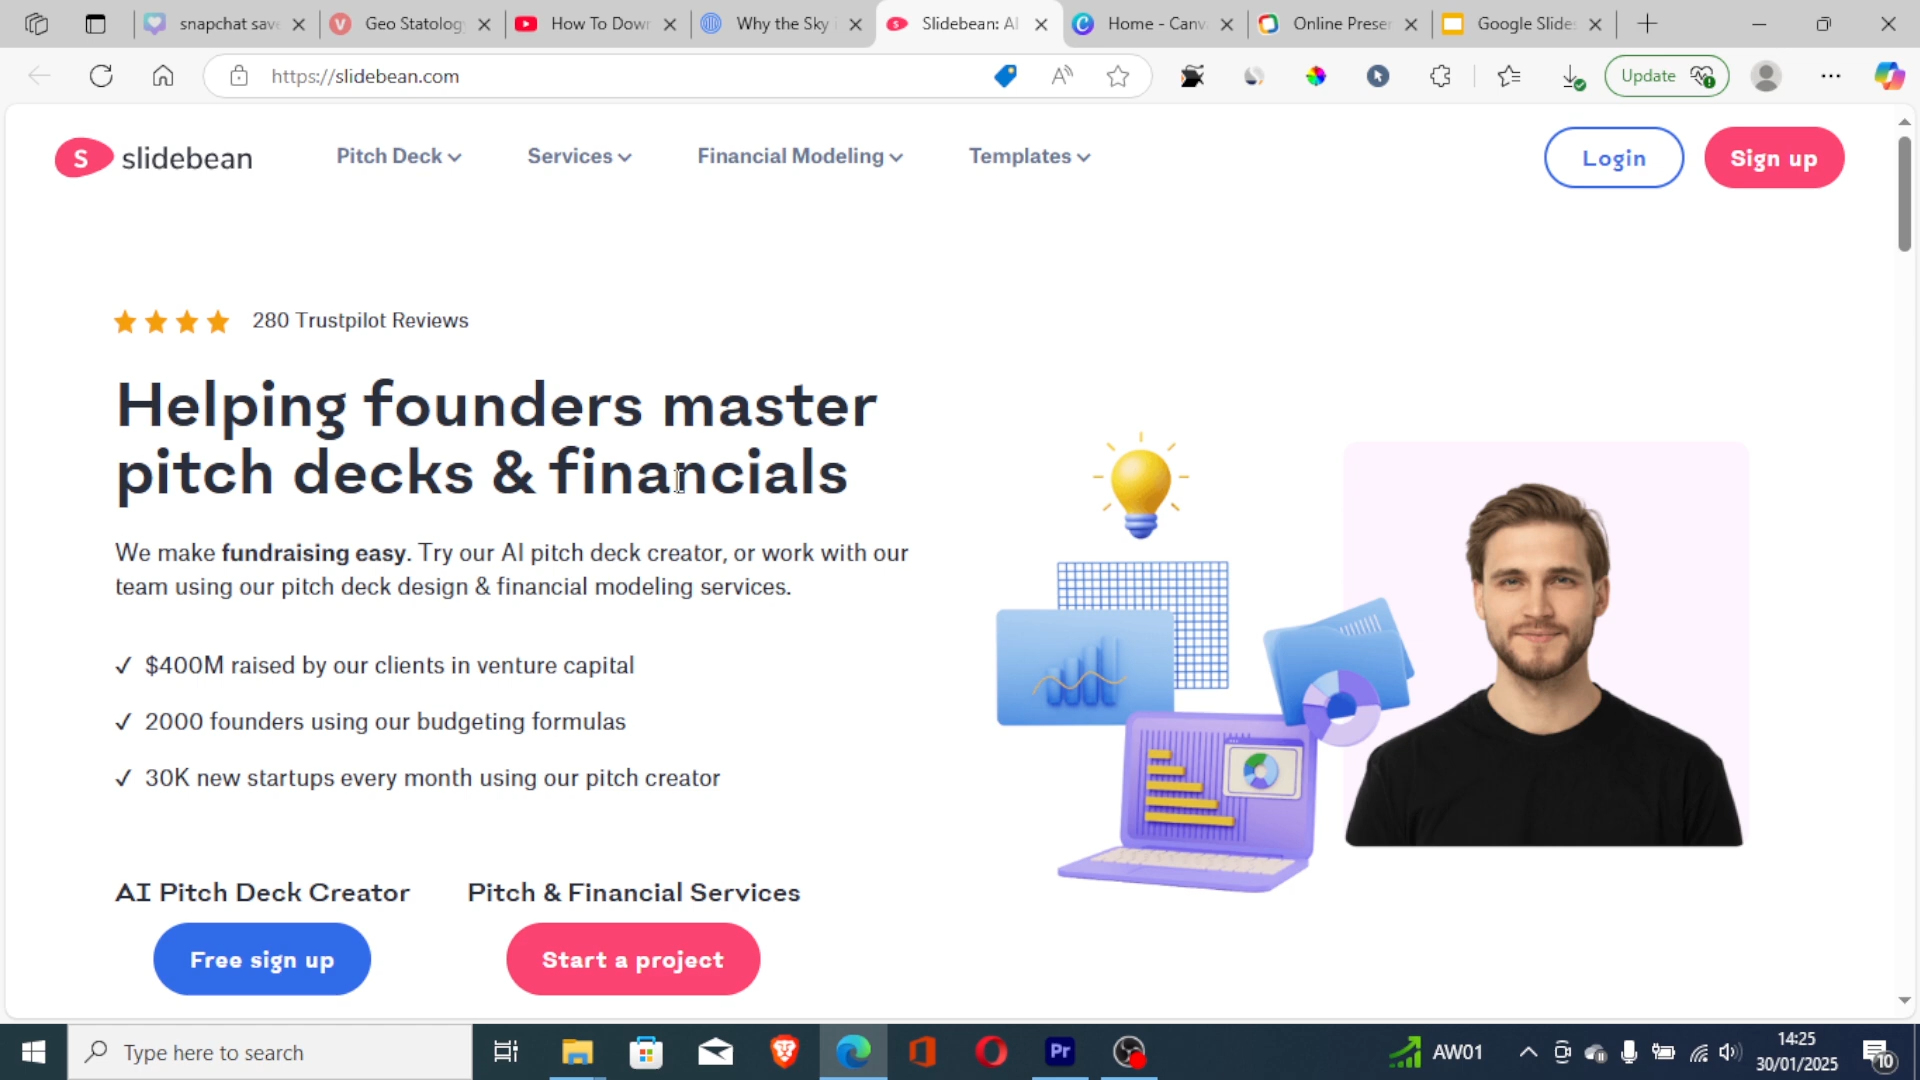 snapchat sav
Geo Statolog
How To Dow
Why the Sky i
Slidebean: AI
Home - Canv
Online Preser
Google Slide
https://slidebean.com
Update
S slidebean
Pitch Deck
Services
Financial Modeling
Templates
Login
Sign up
280 Trustpilot Reviews
Helping founders master
pitch decks & financials
We make fundraising easy. Try our AI pitch deck creator, or work with our
team using our pitch deck design & financial modeling services.
✓ $400M raised by our clients in venture capital
✓ 2000 founders using our budgeting formulas
✓ 30K new startups every month using our pitch creator
AI Pitch Deck Creator
Pitch & Financial Services
Free sign up
Start a project
Type here to search
Pr
AW01
14:25
30/01/2025
10